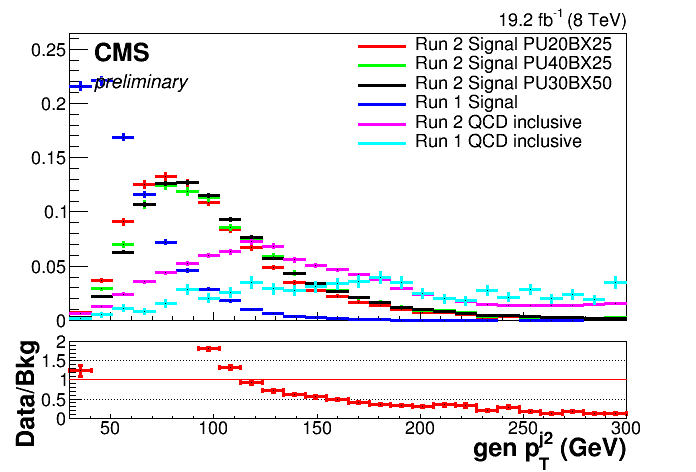 19.2 fb-1 (8 TeV)
CMS
preliminary
Run 2 Signal PU20BX25
Run 2 Signal PU40BX25
Run 2 Signal PU30BX50
Run 1 Signal
Run 2 QCD inclusive
Run 1 QCD inclusive
0.25
0.2
0.15
0.1
0.05
0
2
1.5
1
0.5
0
Data/Bkg
50 100 150 200 250 300
gen pTj2 (GeV)